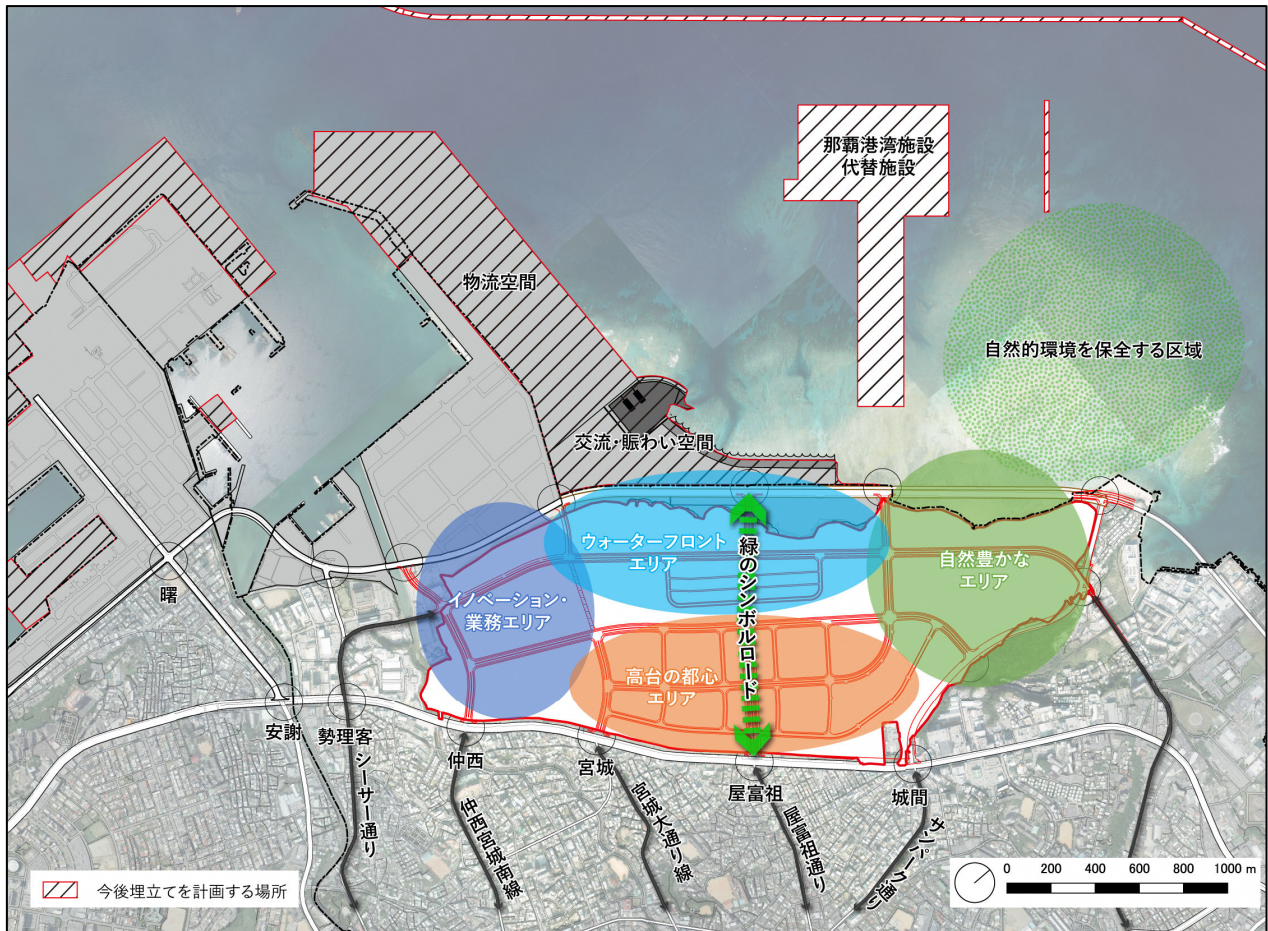 那覇港湾施設
代替施設
物流空間
自然的環境を保全する区域
交流・賑わい空間
ウォーターフロント
エリア
緑のシンボルロード
自然豊かな
エリア
イノベーション・
業務エリア
曙
高台の都心
エリア
安謝
勢理客
仲西
宮城
屋富祖
城間
シーサー通り
仲西宮城南線
宮城大通り線
屋富祖通り
サンパーク通り
今後埋立てを計画する場所
0 200 400 600 800 1000 m